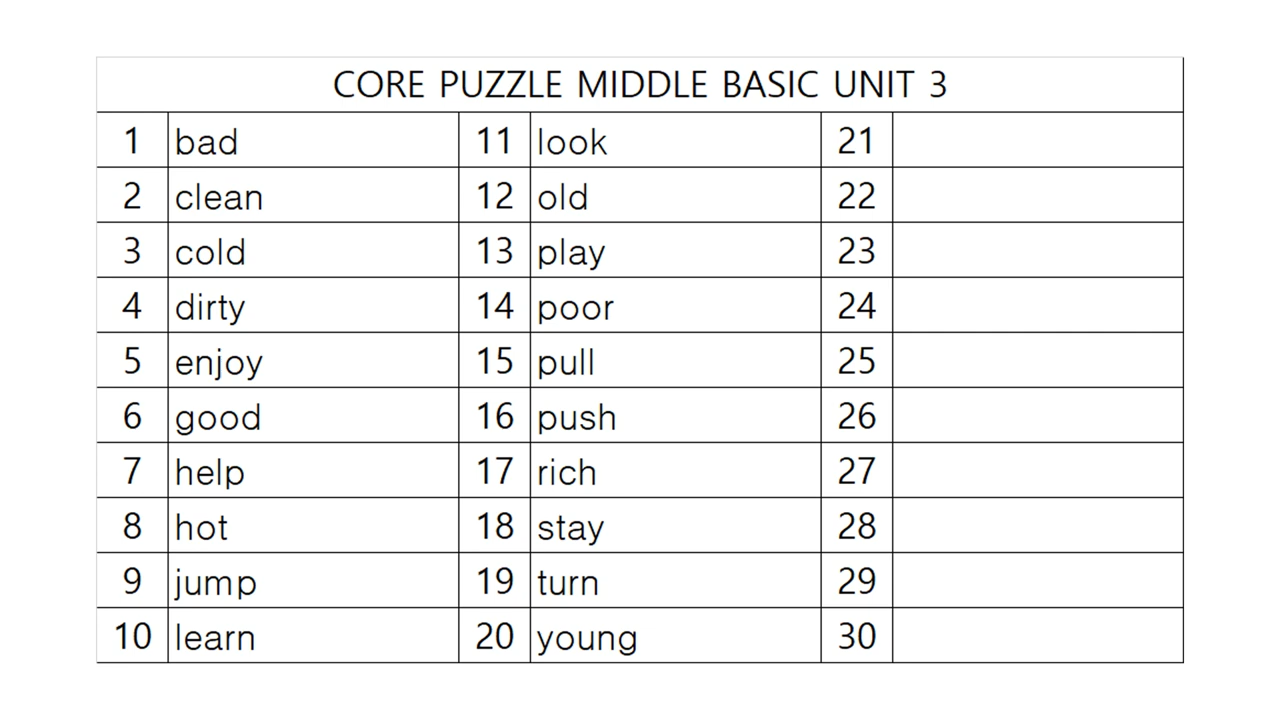 CORE PUZZLE MIDDLE BASIC UNIT 3
1 bad 11 look 21
2 clean 12 old 22
3 cold 13 play 23
4 dirty 14 poor 24
5 enjoy 15 pull 25
6 good 16 push 26
7 help 17 rich 27
8 hot 18 stay 28
9 jump 19 turn 29
10 learn 20 young 30